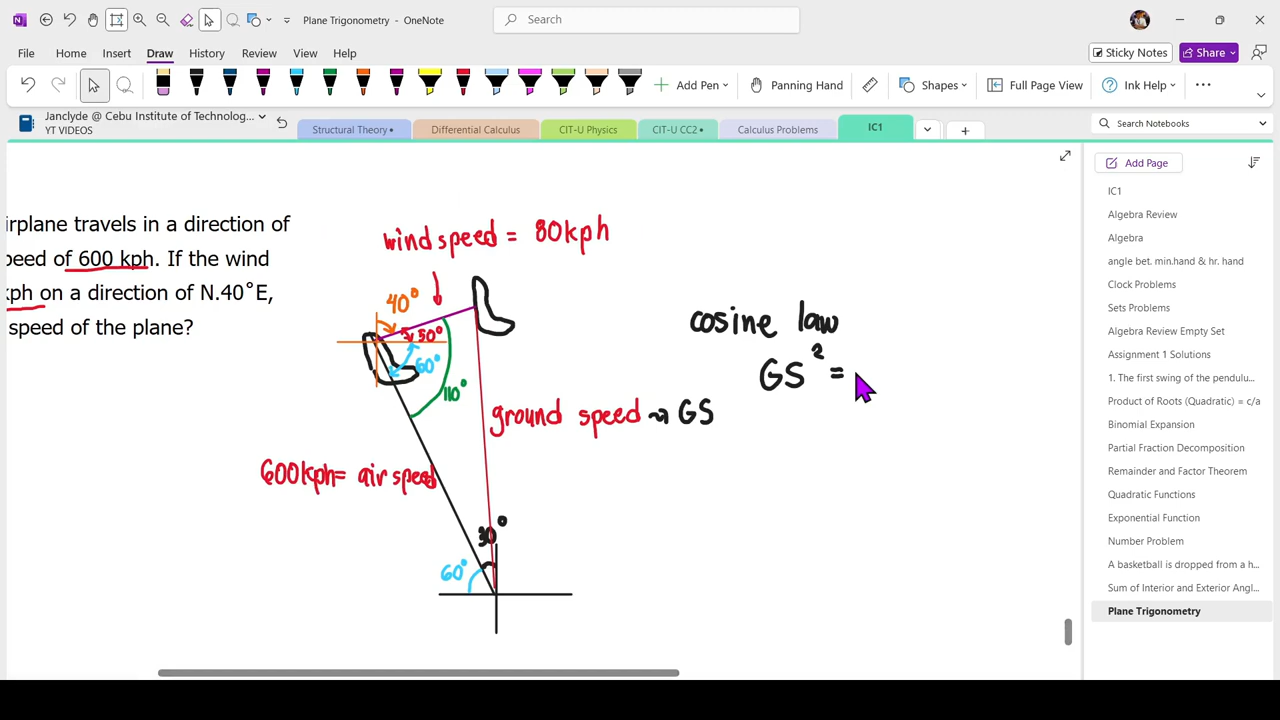 Plane Trigonometry - OneNote
Search
File Home Insert Draw History Review View Help
Sticky Notes
Share
Add Pen
Panning Hand
Shapes
Full Page View
Ink Help
Janclyde @ Cebu Institute of Technolog...
YT VIDEOS
Structural Theory
Differential Calculus
CIT-U Physics
CIT-U CC2
Calculus Problems
IC1
Search Notebooks
Add Page
IC1
Algebra Review
Algebra
angle bet. min.hand & hr. hand
Clock Problems
Sets Problems
Algebra Review Empty Set
Assignment 1 Solutions
1. The first swing of the pendulu...
Product of Roots (Quadratic) = c/a
Binomial Expansion
Partial Fraction Decomposition
Remainder and Factor Theorem
Quadratic Functions
Exponential Function
Number Problem
A basketball is dropped from a h...
Sum of Interior and Exterior Angl...
Plane Trigonometry
irplane travels in a direction of
peed of 600 kph. If the wind
kph on a direction of N.40°E,
speed of the plane?
wind speed = 80kph
40°
50°
60°
110°
ground speed → GS
600kph = air speed
30°
60°
cosine law
GS² =